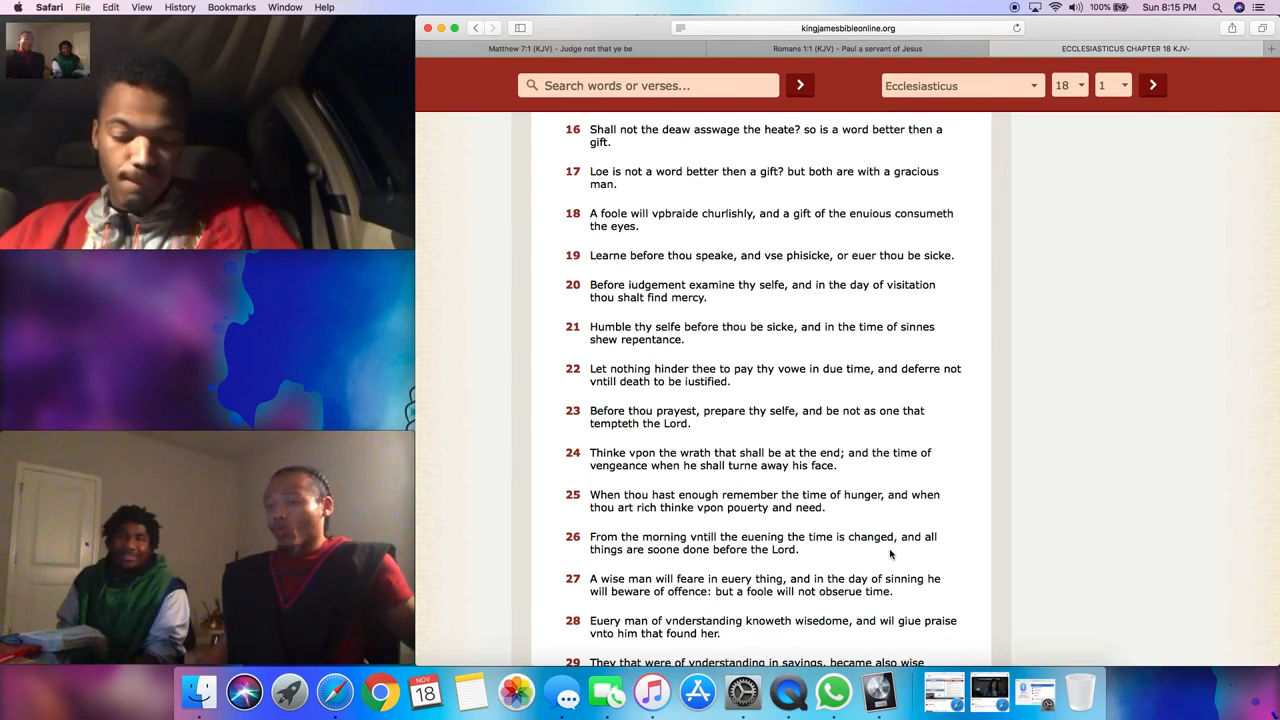 Safari File Edit View History Bookmarks Window Help
100% Sun 8:15 PM
kingjamesbibleonline.org
Matthew 7:1 (KJV) - Judge not that ye be
Romans 1:1 (KJV) - Paul a servant of Jesus
ECCLESIASTICUS CHAPTER 18 KJV-
Search words or verses...
Ecclesiasticus
18
1
16 Shall not the deaw asswage the heate? so is a word better then a
gift.
17 Loe is not a word better then a gift? but both are with a gracious
man.
18 A foole will vpbraide churlishly, and a gift of the enuious consumeth
the eyes.
19 Learne before thou speake, and vse phisicke, or euer thou be sicke.
20 Before iudgement examine thy selfe, and in the day of visitation
thou shalt find mercy.
21 Humble thy selfe before thou be sicke, and in the time of sinnes
shew repentance.
22 Let nothing hinder thee to pay thy vowe in due time, and deferre not
vntill death to be iustified.
23 Before thou prayest, prepare thy selfe, and be not as one that
tempteth the Lord.
24 Thinke vpon the wrath that shall be at the end; and the time of
vengeance when he shall turne away his face.
25 When thou hast enough remember the time of hunger, and when
thou art rich thinke vpon pouerty and need.
26 From the morning vntill the euening the time is changed, and all
things are soone done before the Lord.
27 A wise man will feare in euery thing, and in the day of sinning he
will beware of offence: but a foole will not obserue time.
28 Euery man of vnderstanding knoweth wisedome, and wil giue praise
vnto him that found her.
29 They that were of vnderstanding in sayings, became also wise
NOV
18